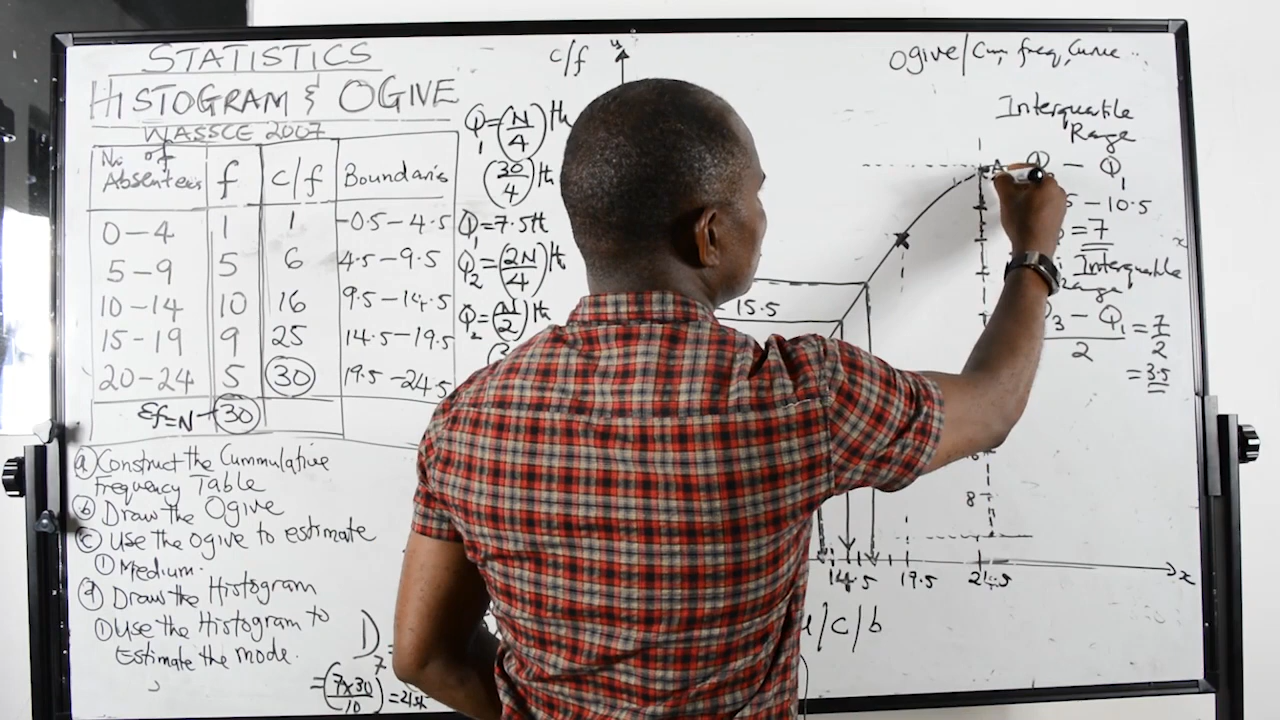 STATISTICS
HISTOGRAM & OGIVE
WASSCE 2007
No. of Absentees f c/f Boundaris
0-4 1 1 -0.5-4.5
5-9 5 6 4.5-9.5
10-14 10 16 9.5-14.5
15-19 9 25 14.5-19.5
20-24 5 30 19.5-24.5
Ef=N 30
a) Construct the Cummulative
Frequency Table
b) Draw the Ogive
c) Use the Ogive to estimate
i) Medium.
d) Draw the Histogram
i) Use the Histogram to
Estimate the mode.
D7 =
= (7x30/10) = 21st
Q1 = (N/4)th
(30/4)th
Q1 = 7.5th
Q2 = (2N/4)th
Q2 = (N/2)th
c/f
y
15.5
8
14.5 19.5 24.5 x
/c/b
Ogive/Cum, freq, Curve..
Interquartile
Range
- Q1
- 10.5
= 7
Interquartile
Range
Q3 - Q1 / 2 = 7/2
= 3.5
x